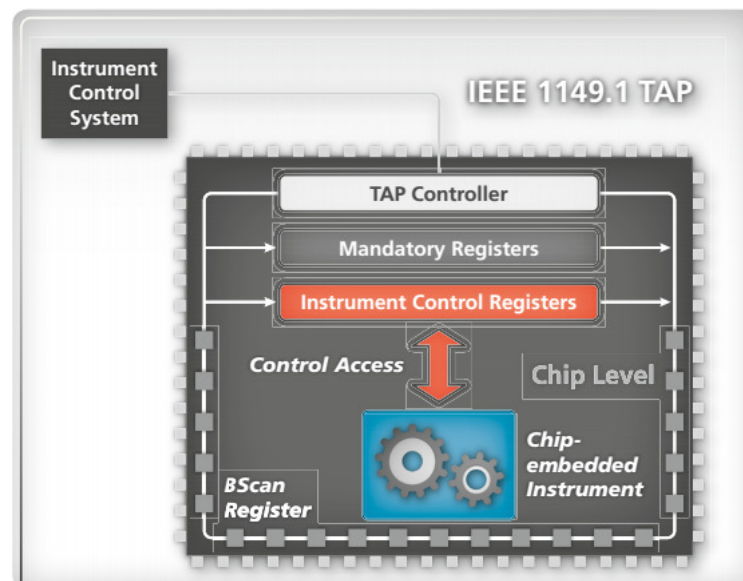 Instrument
Control
System
IEEE 1149.1 TAP
TAP Controller
Mandatory Registers
Instrument Control Registers
Control Access
Chip Level
Chip-
embedded
Instrument
BScan
Register